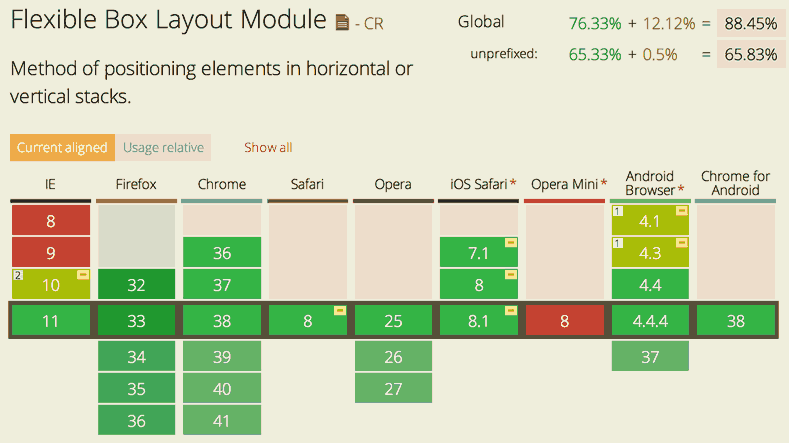 Flexible Box Layout Module - CR
Global 76.33% + 12.12% = 88.45%
unprefixed: 65.33% + 0.5% = 65.83%
Method of positioning elements in horizontal or
vertical stacks.
Current aligned Usage relative Show all
IE Firefox Chrome Safari Opera iOS Safari* Opera Mini* Android Browser* Chrome for Android
8 1 4.1
9 36 7.1 1 4.3
2 10 32 37 8 4.4
11 33 38 8 25 8.1 8 4.4.4 38
34 39 26 37
35 40 27
36 41